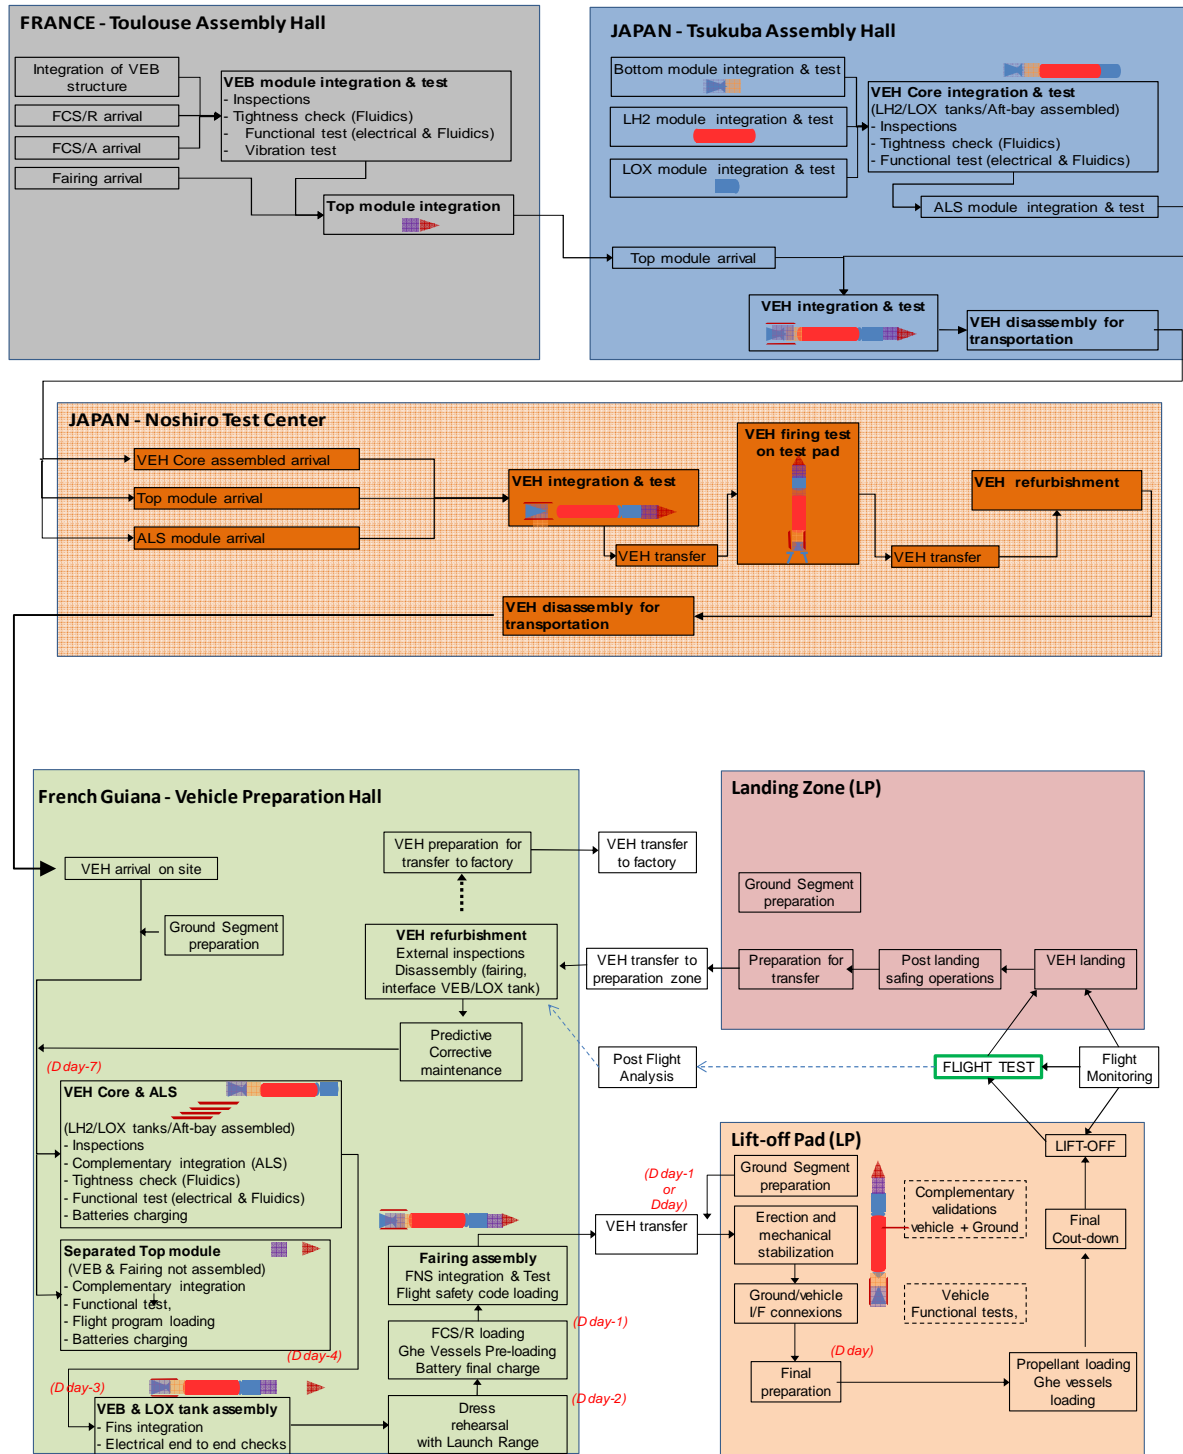 FRANCE - Toulouse Assembly Hall
Integration of VEB
structure
FCS/R arrival
FCS/A arrival
Fairing arrival
VEB module integration & test
- Inspections
- Tightness check (Fluidics)
- Functional test (electrical & Fluidics)
- Vibration test
Top module integration
JAPAN - Tsukuba Assembly Hall
Bottom module integration & test
LH2 module integration & test
LOX module integration & test
VEH Core integration & test
(LH2/LOX tanks/Aft-bay assembled)
- Inspections
- Tightness check (Fluidics)
- Functional test (electrical & Fluidics)
ALS module integration & test
Top module arrival
VEH integration & test
VEH disassembly for
transportation
JAPAN - Noshiro Test Center
VEH Core assembled arrival
Top module arrival
ALS module arrival
VEH integration & test
VEH transfer
VEH firing test
on test pad
VEH transfer
VEH refurbishment
VEH disassembly for
transportation
French Guiana - Vehicle Preparation Hall
VEH arrival on site
Ground Segment
preparation
VEH preparation for
transfer to factory
VEH transfer
to factory
VEH refurbishment
External inspections
Disassembly (fairing,
interface VEB/LOX tank)
Predictive
Corrective
maintenance
(D day-7)
VEH Core & ALS
(LH2/LOX tanks/Aft-bay assembled)
- Inspections
- Complementary integration (ALS)
- Tightness check (Fluidics)
- Functional test (electrical & Fluidics)
- Batteries charging
Separated Top module
(VEB & Fairing not assembled)
- Complementary integration
- Functional test,
- Flight program loading
- Batteries charging
(D day-4)
(D day-3)
VEB & LOX tank assembly
- Fins integration
- Electrical end to end checks
Fairing assembly
FNS integration & Test
Flight safety code loading
(D day-1)
FCS/R loading
Ghe Vessels Pre-loading
Battery final charge
(D day-2)
Dress
rehearsal
with Launch Range
Landing Zone (LP)
Ground Segment
preparation
VEH transfer to
preparation zone
Preparation for
transfer
Post landing
safing operations
VEH landing
Post Flight
Analysis
FLIGHT TEST
Flight
Monitoring
Lift-off Pad (LP)
(D day-1
or
Dday)
VEH transfer
Ground Segment
preparation
Erection and
mechanical
stabilization
Ground/vehicle
I/F connexions
(D day)
Final
preparation
Complementary
validations
vehicle + Ground
Vehicle
Functional tests,
LIFT-OFF
Final
Cout-down
Propellant loading
Ghe vessels
loading